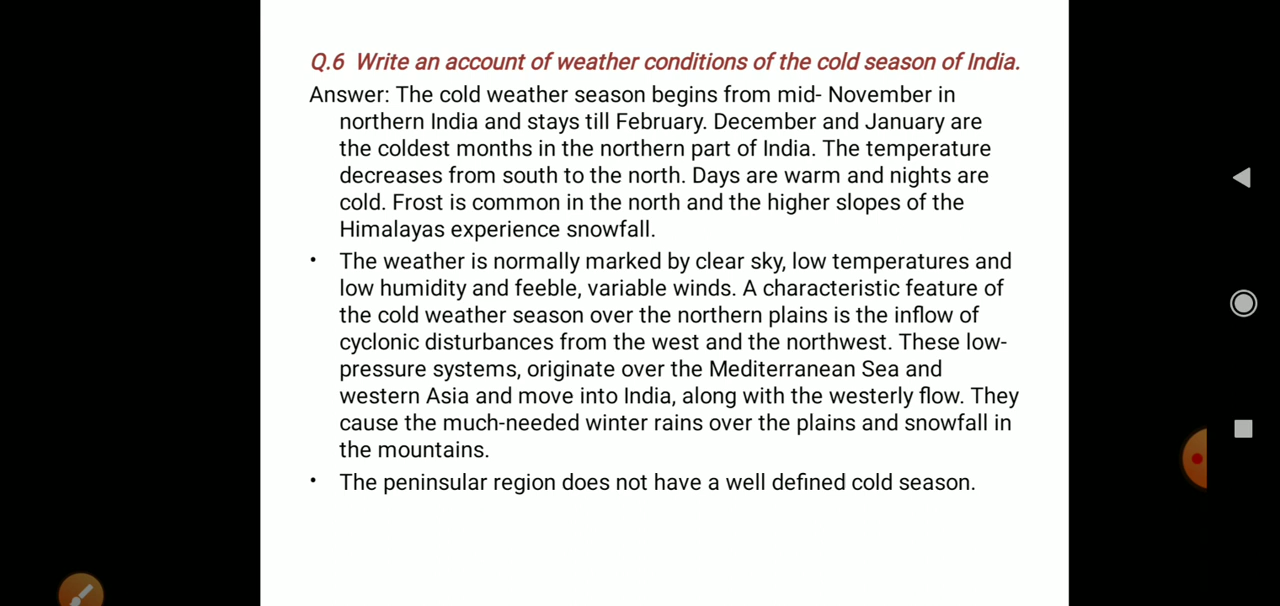 Q.6 Write an account of weather conditions of the cold season of India.
Answer: The cold weather season begins from mid- November in
northern India and stays till February. December and January are
the coldest months in the northern part of India. The temperature
decreases from south to the north. Days are warm and nights are
cold. Frost is common in the north and the higher slopes of the
Himalayas experience snowfall.
• The weather is normally marked by clear sky, low temperatures and
low humidity and feeble, variable winds. A characteristic feature of
the cold weather season over the northern plains is the inflow of
cyclonic disturbances from the west and the northwest. These low-
pressure systems, originate over the Mediterranean Sea and
western Asia and move into India, along with the westerly flow. They
cause the much-needed winter rains over the plains and snowfall in
the mountains.
• The peninsular region does not have a well defined cold season.